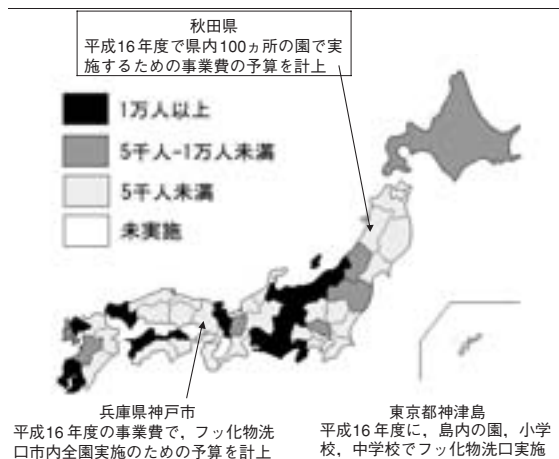 秋田県
平成16年度で県内100ヵ所の園で実
施するための事業費の予算を計上
1万人以上
5千人-1万人未満
5千人未満
未実施
兵庫県神戸市
平成16年度の事業費で，フッ化物洗
口市内全園実施のための予算を計上
東京都神津島
平成16年度に，島内の園，小学
校，中学校でフッ化物洗口実施